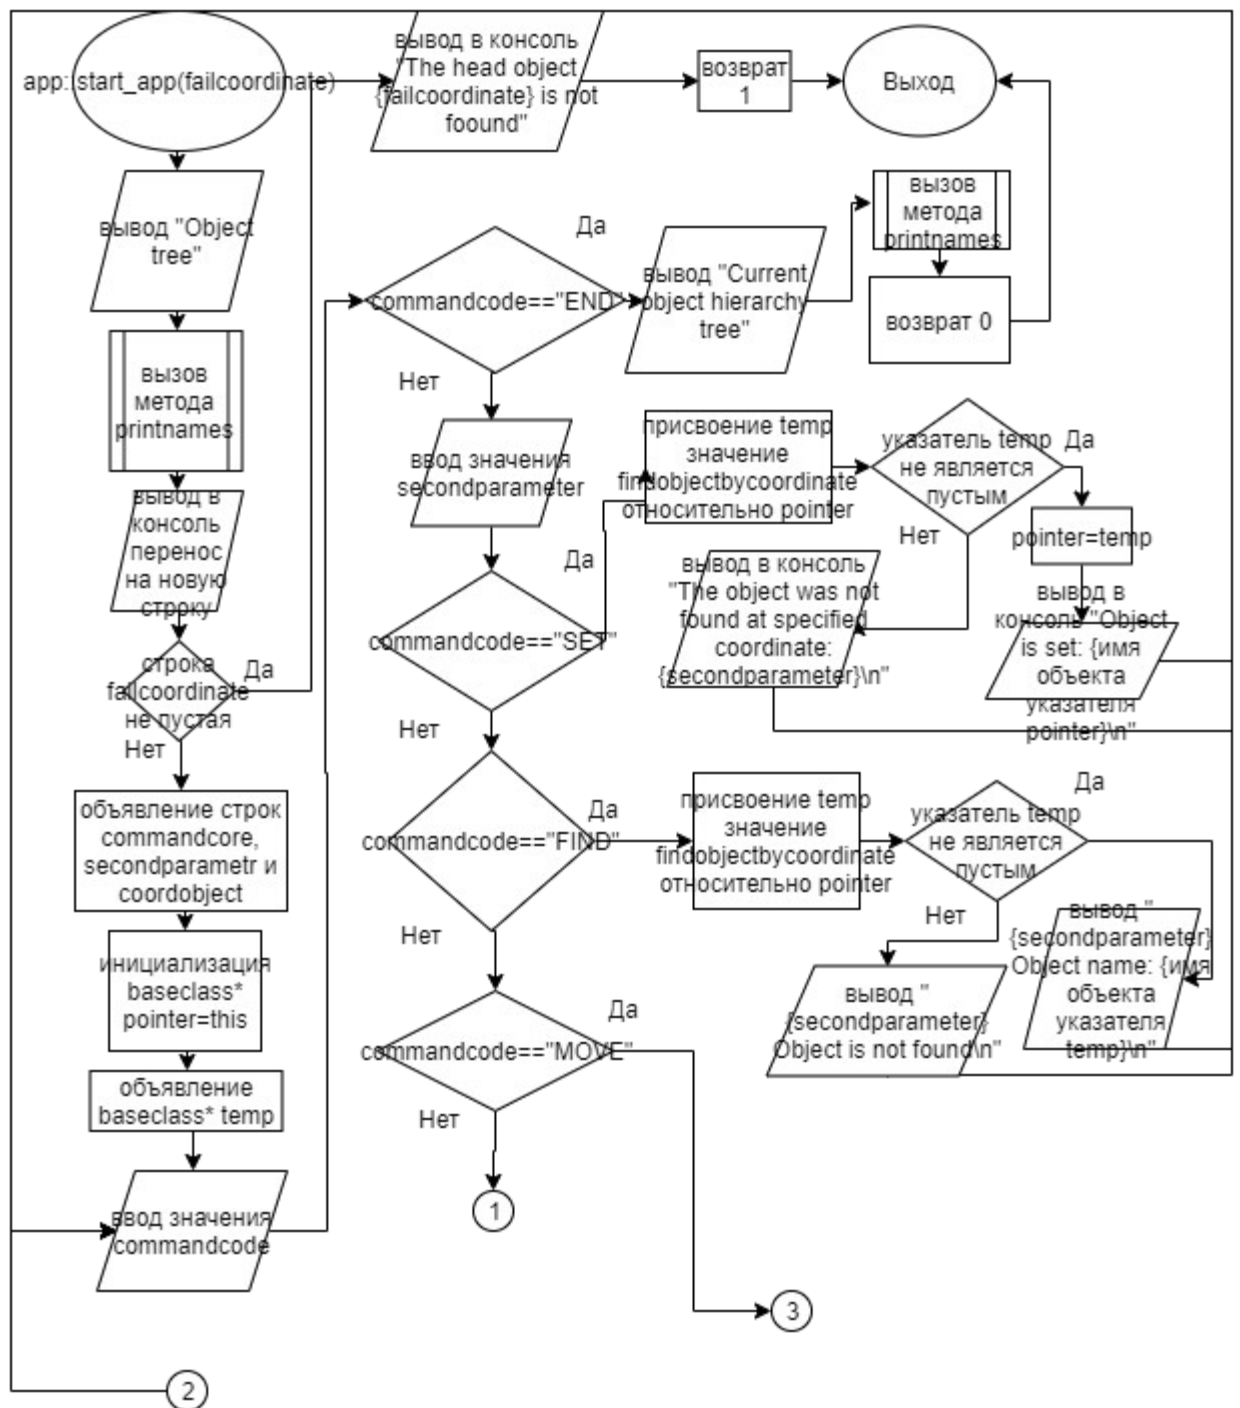 app::start_app(failcoordinate)
вывод в консоль
"The head object
{failcoordinate} is not
foound"
возврат
1
Выход
вывод "Object
tree"
вызов
метода
printnames
вывод в
консоль
перенос
на новую
строку
строка
failcoordinate
не пустая
Да
Нет
объявление строк
commandcore,
secondparametr и
coordobject
инициализация
baseclass*
pointer=this
объявление
baseclass* temp
ввод значения
commandcode
2
commandcode=="END"
Да
Нет
вывод "Current
object hierarchy
tree"
вызов
метода
printnames
возврат 0
ввод значения
secondparameter
commandcode=="SET"
Да
Нет
присвоение temp
значение
findobjectbycoordinate
относительно pointer
указатель temp
не является
пустым
Да
Нет
pointer=temp
вывод в
консоль "Object
is set: {имя
объекта
указателя
pointer}\n"
вывод в консоль
"The object was not
found at specified
coordinate:
{secondparameter}\n"
commandcode=="FIND"
Да
Нет
присвоение temp
значение
findobjectbycoordinate
относительно pointer
указатель temp
не является
пустым
Да
Нет
вывод "
{secondparameter}
Object name: {имя
объекта
указателя
temp}\n"
вывод "
{secondparameter}
Object is not found\n"
commandcode=="MOVE"
Да
Нет
1
3